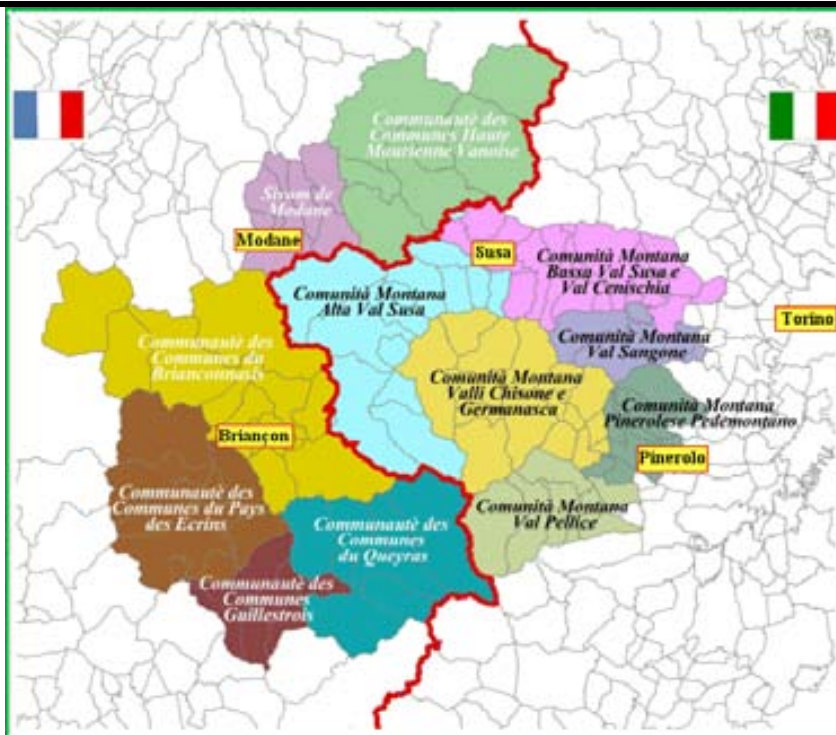 Communauté des
Communes Haute
Maurienne Vanoise
Sivom de
Modane
Modane
Susa
Comunità Montana
Bassa Val Susa e
Val Cenischia
Comunità Montana
Alta Val Susa
Torino
Communauté des
Communes du
Brianconnasis
Comunità Montana
Val Sangone
Comunità Montana
Valli Chisone e
Germanasca
Comunità Montana
Pinerolese Pedemontano
Briançon
Pinerolo
Communauté des
Communes du Pays
des Ecrins
Comunità Montana
Val Pellice
Communauté des
Communes
du Queyras
Communauté des
Communes
Guillestrois